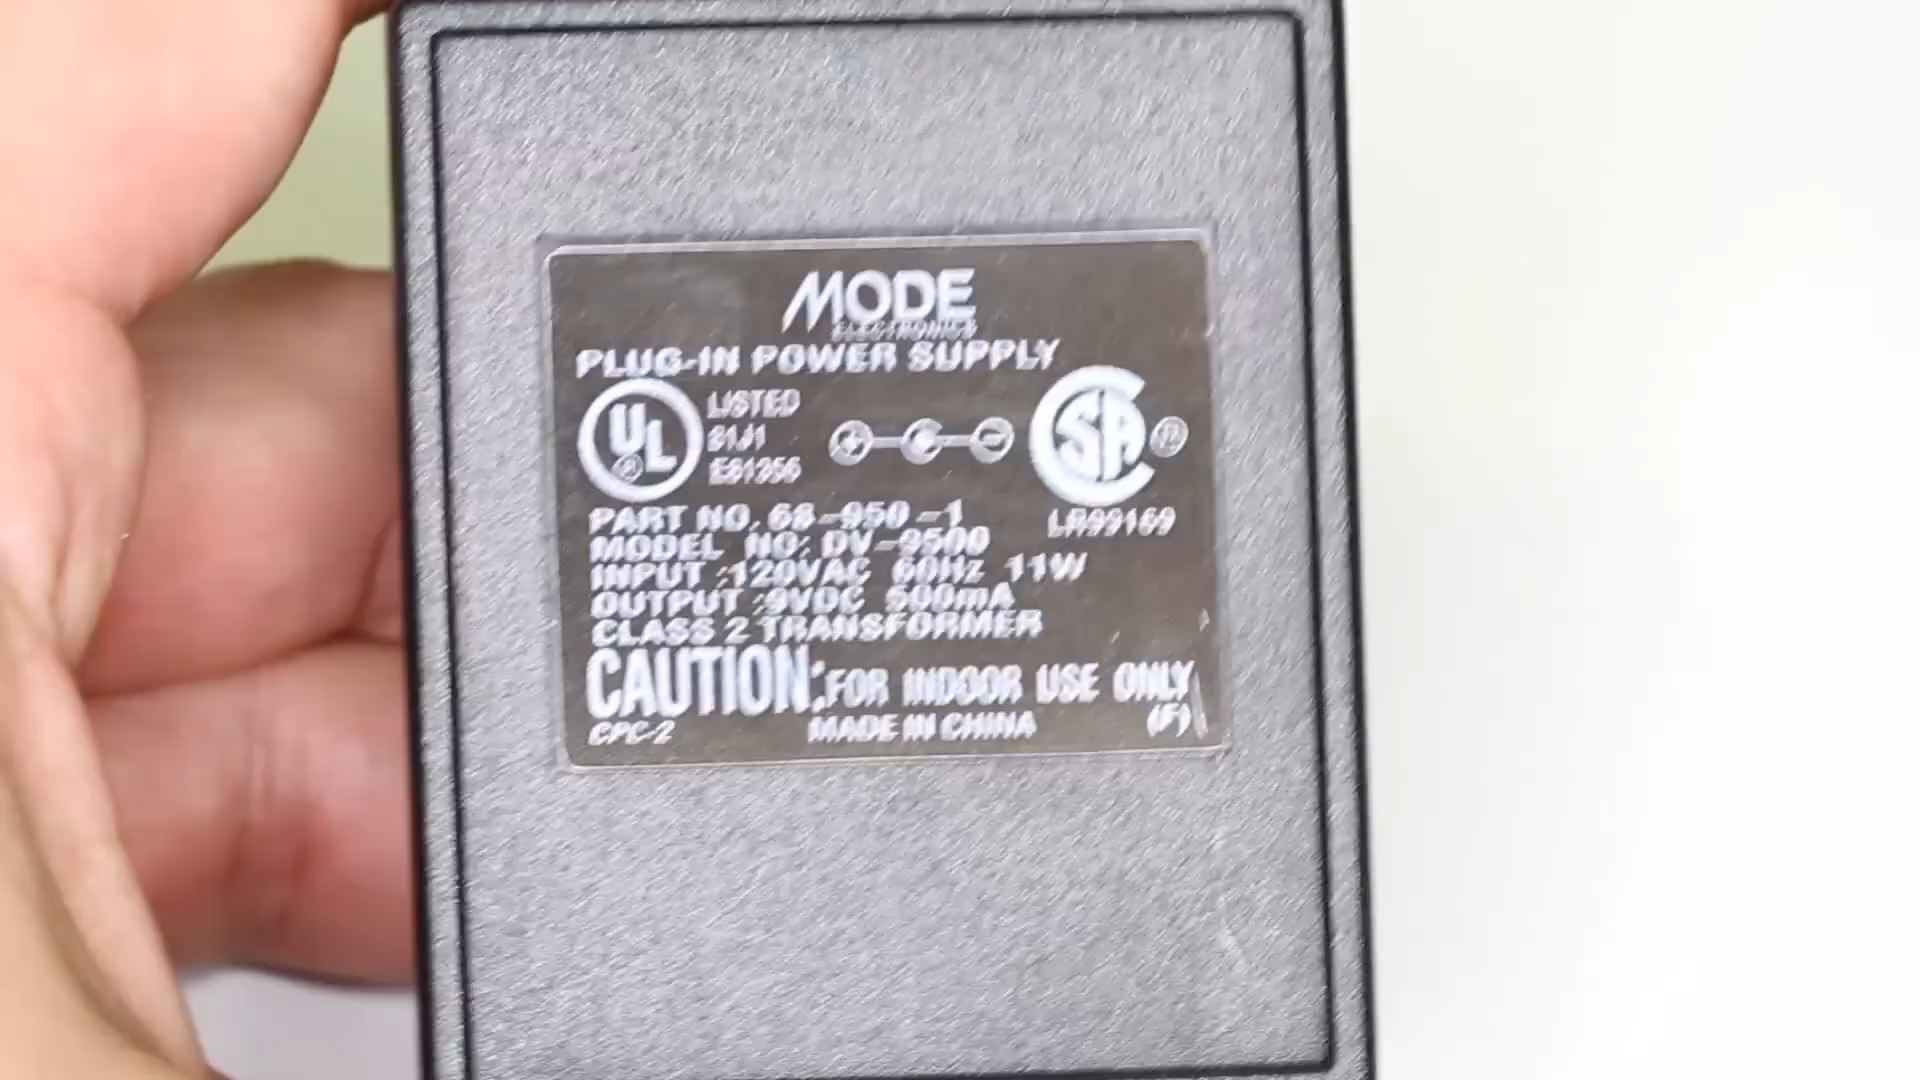 MODE
ELECTRONICS
PLUG-IN POWER SUPPLY
UL LISTED
E81356
SA
LR99169
PART NO. 68-950-1
MODEL NO: DV-9500
INPUT :120VAC 60Hz 11W
OUTPUT :9VDC 500mA
CLASS 2 TRANSFORMER
CAUTION: FOR INDOOR USE ONLY
CPC-2 MADE IN CHINA (F)